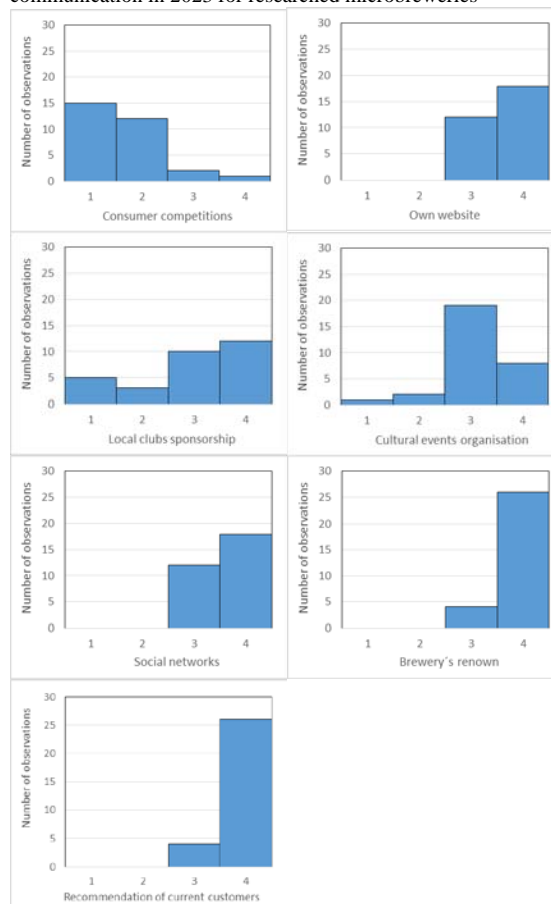 communication in 2023 for researched microbreweries
Number of observations
30
25
20
15
10
5
0
1 2 3 4
Consumer competitions
Number of observations
30
25
20
15
10
5
0
1 2 3 4
Own website
Number of observations
30
25
20
15
10
5
0
1 2 3 4
Local clubs sponsorship
Number of observations
30
25
20
15
10
5
0
1 2 3 4
Cultural events organisation
Number of observations
30
25
20
15
10
5
0
1 2 3 4
Social networks
Number of observations
30
25
20
15
10
5
0
1 2 3 4
Brewery´s renown
Number of observations
30
25
20
15
10
5
0
1 2 3 4
Recommendation of current customers